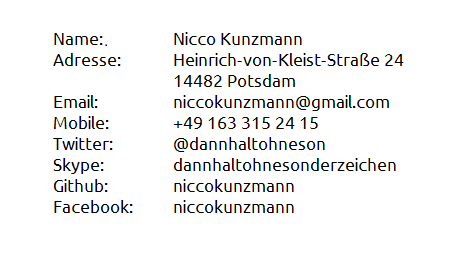 Name: Nicco Kunzmann
Adresse: Heinrich-von-Kleist-Straße 24
14482 Potsdam
Email: niccokunzmann@gmail.com
Mobile: +49 163 315 24 15
Twitter: @dannhaltohneson
Skype: dannhaltohnesonderzeichen
Github: niccokunzmann
Facebook: niccokunzmann